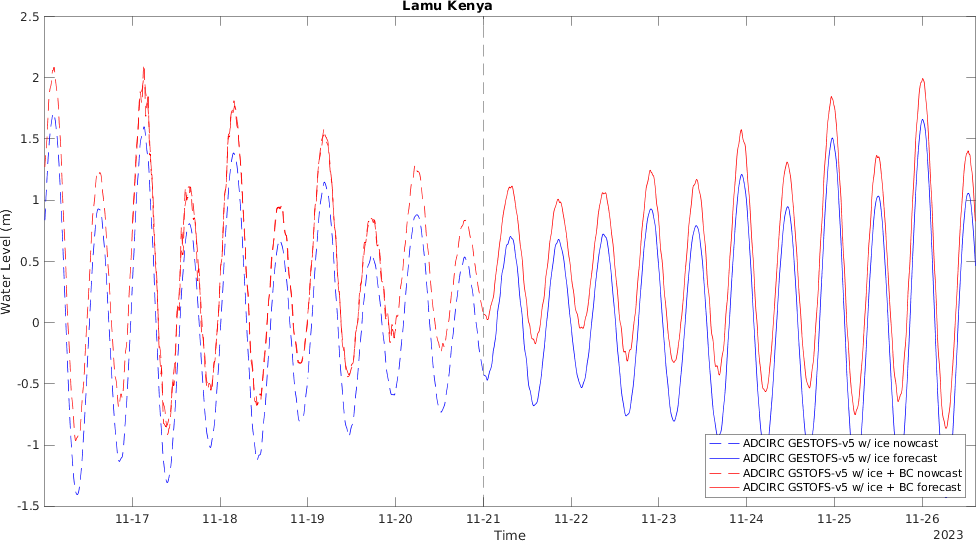 Lamu Kenya
2.5
2
1.5
1
0.5
0
-0.5
-1
-1.5
Water Level (m)
ADCIRC GESTOFS-v5 w/ ice nowcast
ADCIRC GESTOFS-v5 w/ ice forecast
ADCIRC GSTOFS-v5 w/ ice + BC nowcast
ADCIRC GSTOFS-v5 w/ ice + BC forecast
11-17 11-18 11-19 11-20 11-21 11-22 11-23 11-24 11-25 11-26
Time
2023